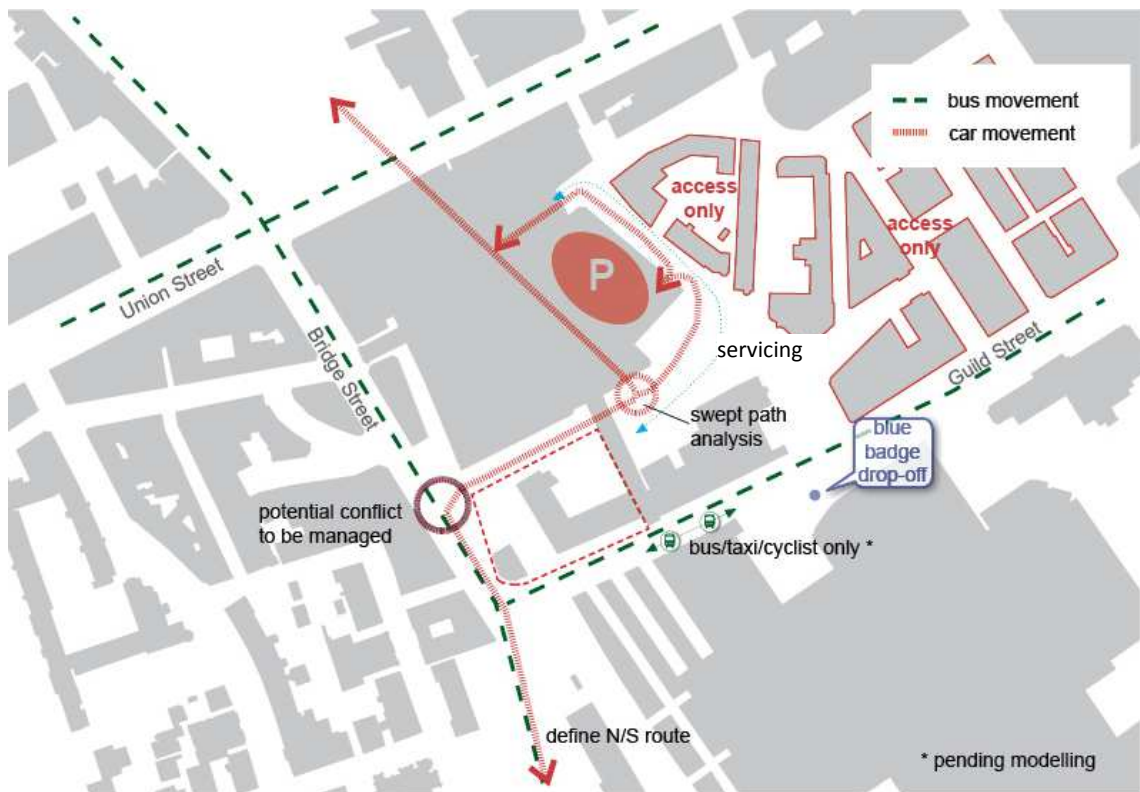 bus movement
car movement
access
only
access
only
P
Union Street
Bridge Street
servicing
Guild Street
swept path
analysis
blue
badge
drop-off
potential conflict
to be managed
bus/taxi/cyclist only *
define N/S route
* pending modelling